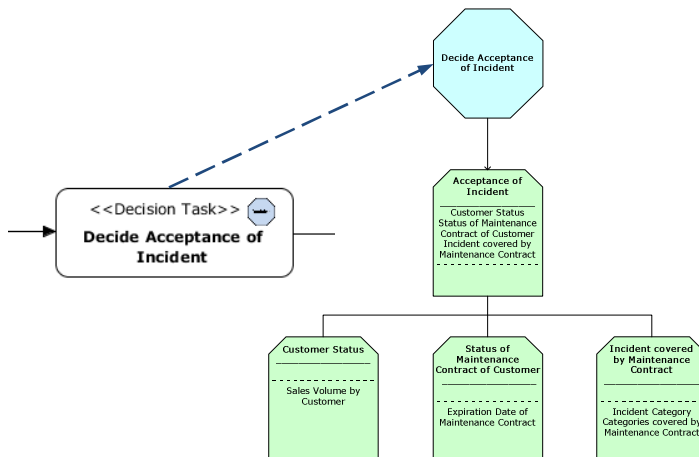 Decide Acceptance
of Incident
<<Decision Task>>
Decide Acceptance of
Incident
Acceptance of
Incident
Customer Status
Status of Maintenance
Contract of Customer
Incident covered by
Maintenance Contract
Customer Status
Sales Volume by
Customer
Status of
Maintenance
Contract of Customer
Expiration Date of
Maintenance Contract
Incident covered
by Maintenance
Contract
Incident Category
Categories covered by
Maintenance Contract